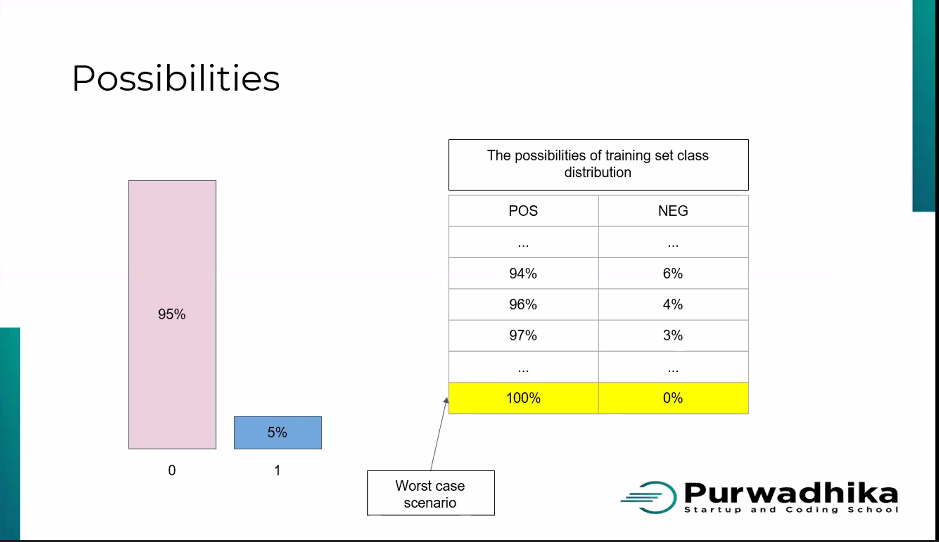 Possibilities
The possibilities of training set class
distribution
POS NEG
... ...
94% 6%
96% 4%
97% 3%
... ...
100% 0%
95%
5%
0 1
Worst case
scenario
Purwadhika
Startup and Coding School